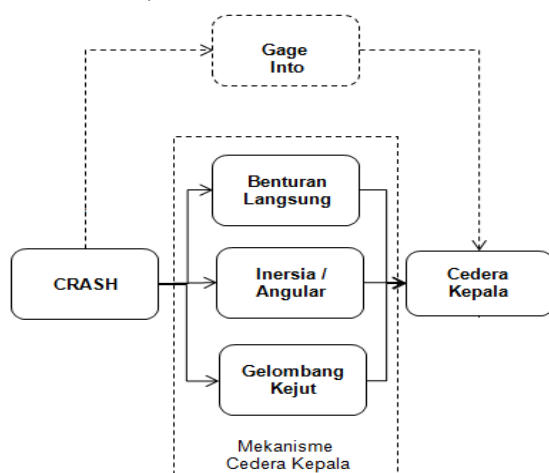 Gage
Into
Benturan
Langsung
CRASH
Inersia /
Angular
Cedera
Kepala
Gelombang
Kejut
Mekanisme
Cedera Kepala